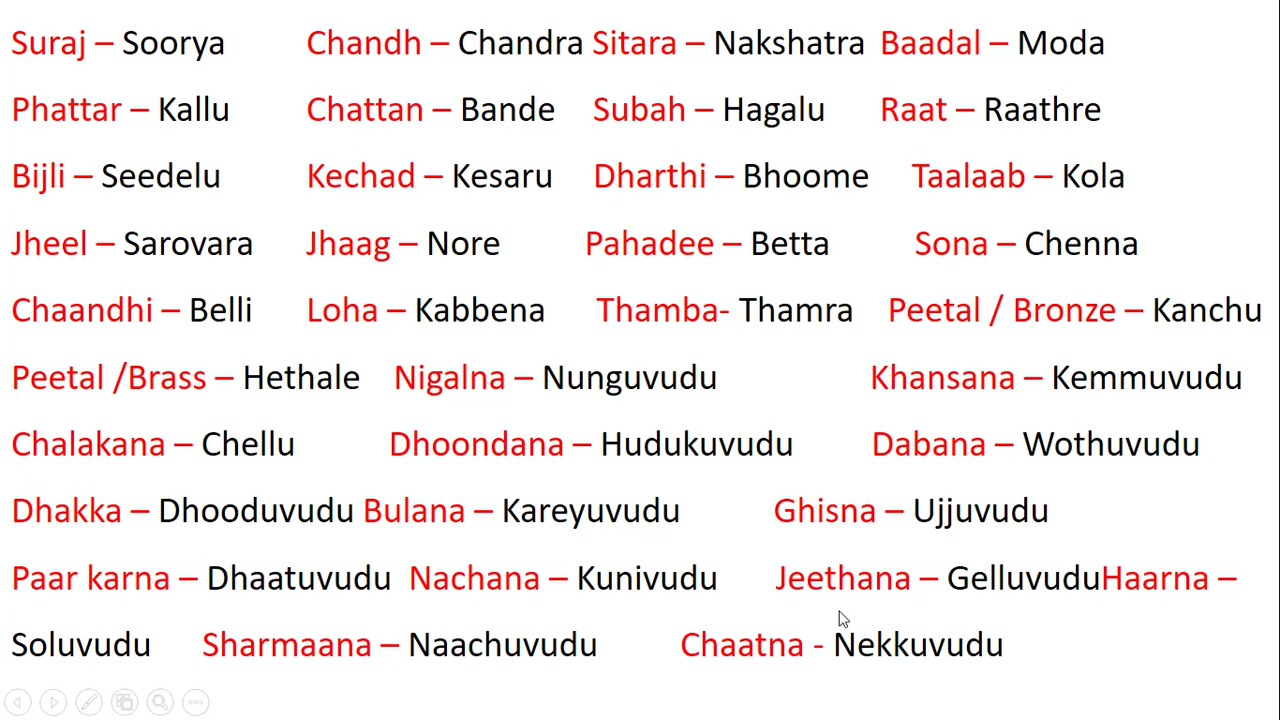 Suraj – Soorya Chandh – Chandra Sitara – Nakshatra Baadal – Moda
Phattar – Kallu Chattan – Bande Subah – Hagalu Raat – Raathre
Bijli – Seedelu Kechad – Kesaru Dharthi – Bhoome Taalaab – Kola
Jheel – Sarovara Jhaag – Nore Pahadee – Betta Sona – Chenna
Chaandhi – Belli Loha – Kabbena Thamba- Thamra Peetal / Bronze – Kanchu
Peetal /Brass – Hethale Nigalna – Nunguvudu Khansana – Kemmuvudu
Chalakana – Chellu Dhoondana – Hudukuvudu Dabana – Wothuvudu
Dhakka – Dhooduvudu Bulana – Kareyuvudu Ghisna – Ujjuvudu
Paar karna – Dhaatuvudu Nachana – Kunivudu Jeethana – GelluvuduHaarna –
Soluvudu Sharmaana – Naachuvudu Chaatna - Nekkuvudu